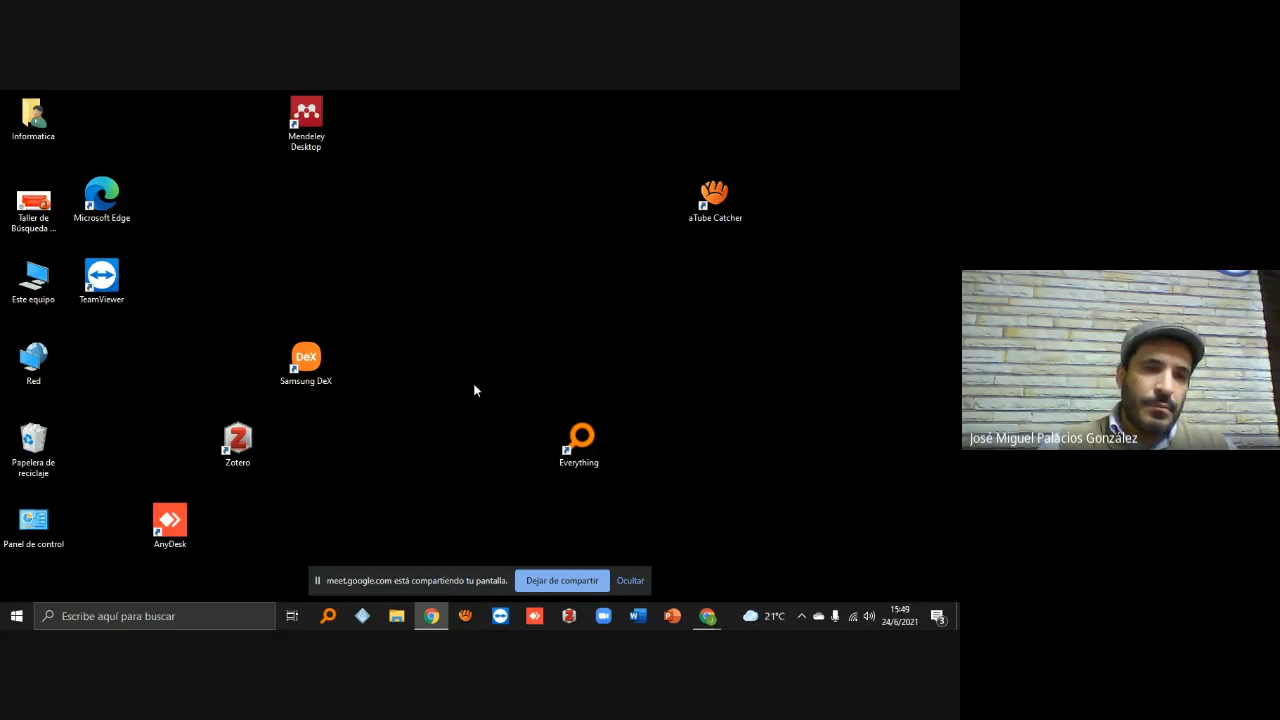 Informatica
Mendeley
Desktop
Taller de
Búsqueda ...
Microsoft Edge
aTube Catcher
Este equipo
TeamViewer
Red
DeX
Samsung DeX
Papelera de
reciclaje
Z
Zotero
Everything
Panel de control
AnyDesk
José Miguel Palacios González
meet.google.com está compartiendo tu pantalla.
Dejar de compartir
Ocultar
Escribe aquí para buscar
21°C
15:49
24/6/2021
3